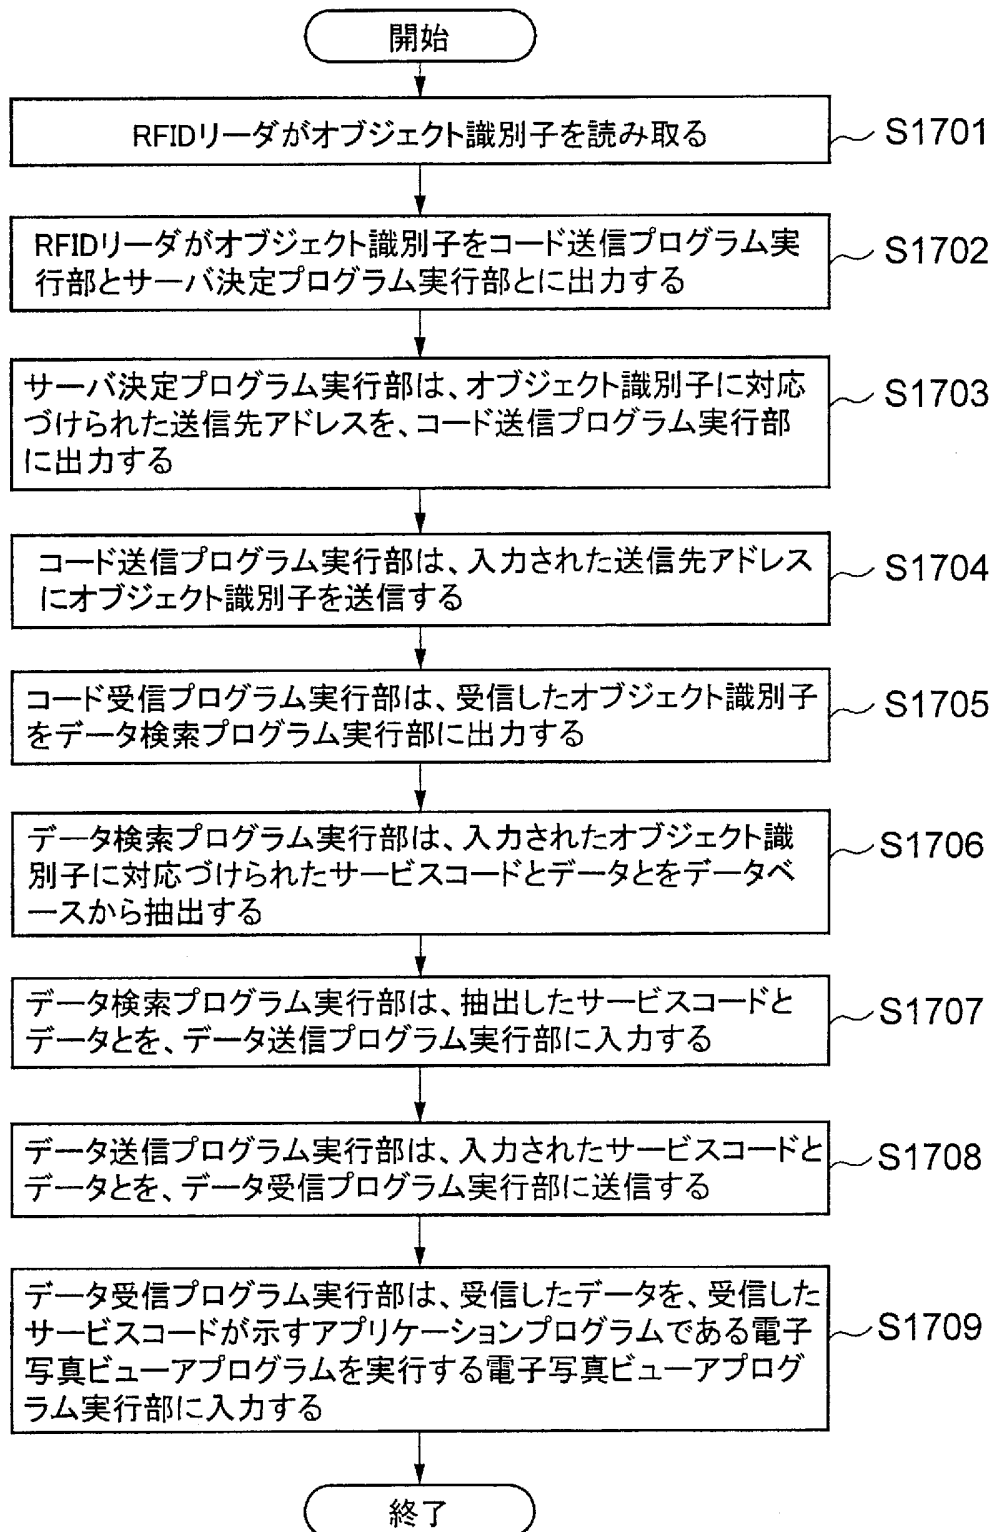 開始
RFIDリーダがオブジェクト識別子を読み取る
S1701
RFIDリーダがオブジェクト識別子をコード送信プログラム実
行部とサーバ決定プログラム実行部とに出力する
S1702
サーバ決定プログラム実行部は、オブジェクト識別子に対応
づけられた送信先アドレスを、コード送信プログラム実行部
に出力する
S1703
コード送信プログラム実行部は、入力された送信先アドレス
にオブジェクト識別子を送信する
S1704
コード受信プログラム実行部は、受信したオブジェクト識別子
をデータ検索プログラム実行部に出力する
S1705
データ検索プログラム実行部は、入力されたオブジェクト識
別子に対応づけられたサービスコードとデータとをデータベ
ースから抽出する
S1706
データ検索プログラム実行部は、抽出したサービスコードと
データとを、データ送信プログラム実行部に入力する
S1707
データ送信プログラム実行部は、入力されたサービスコードと
データとを、データ受信プログラム実行部に送信する
S1708
データ受信プログラム実行部は、受信したデータを、受信した
サービスコードが示すアプリケーションプログラムである電子
写真ビューアプログラムを実行する電子写真ビューアプログ
ラム実行部に入力する
S1709
終了